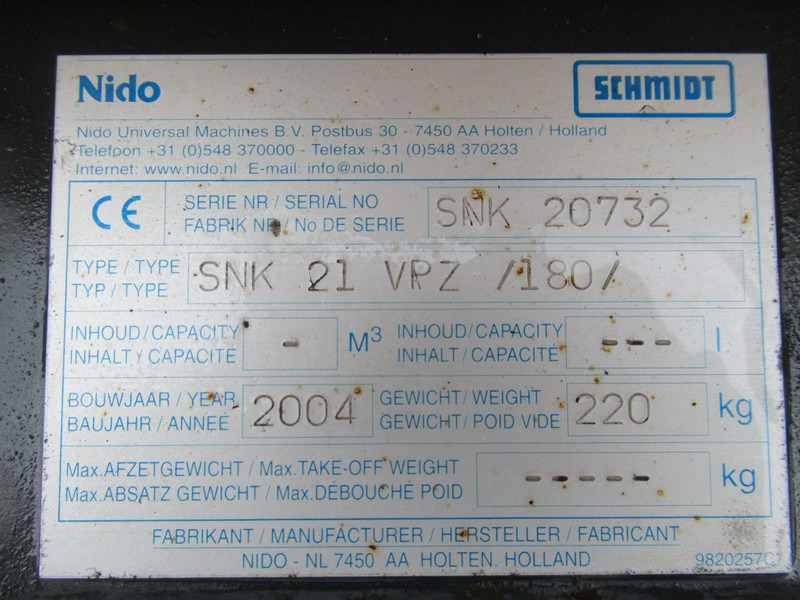 Nido
SCHMIDT
Nido Universal Machines B.V. Postbus 30 - 7450 AA Holten / Holland
Telefoon +31 (0)548 370000 - Telefax +31 (0)548 370233
Internet: www.nido.nl E-mail: info@nido.nl
CE
SERIE NR / SERIAL NO
FABRIK NR / No DE SERIE
SNK 20732
TYPE / TYPE
TYP / TYPE
SNK 21 VPZ /180/
INHOUD / CAPACITY
INHALT / CAPACITÉ
-
M3
INHOUD / CAPACITY
INHALT / CAPACITÉ
---
l
BOUWJAAR / YEAR
BAUJAHR / ANNEÉ
2004
GEWICHT / WEIGHT
GEWICHT / POID VIDE
220
kg
Max. AFZETGEWICHT / Max. TAKE-OFF WEIGHT
Max. ABSATZ GEWICHT / Max. DÉBOUCHÉ POID
-----
kg
FABRIKANT / MANUFACTURER / HERSTELLER / FABRICANT
NIDO - NL 7450 AA HOLTEN HOLLAND
9820257C